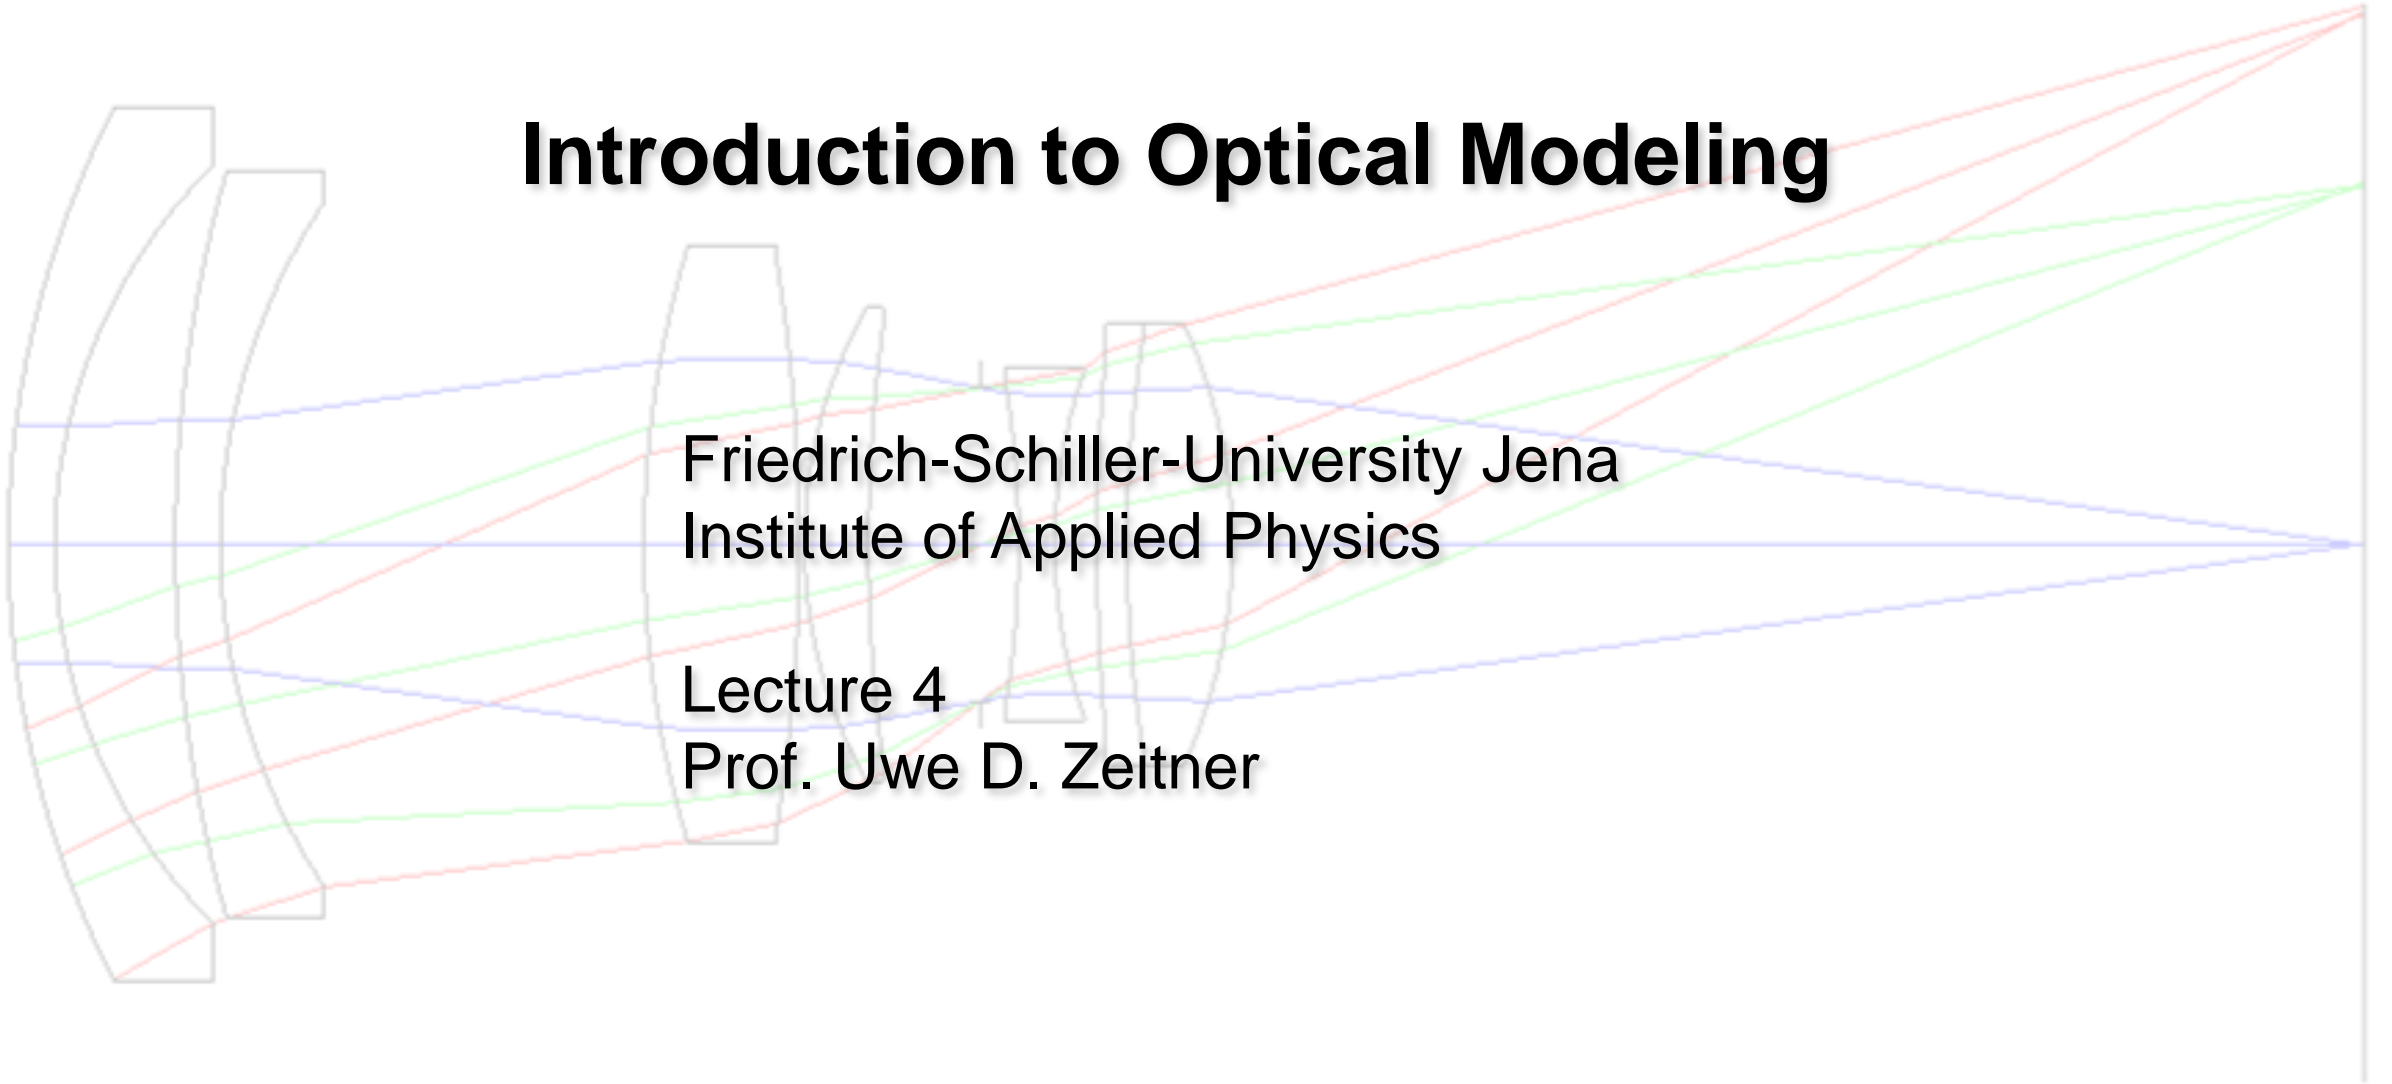 Introduction to Optical Modeling
Friedrich-Schiller-University Jena
Institute of Applied Physics
Lecture 4
Prof. Uwe D. Zeitner